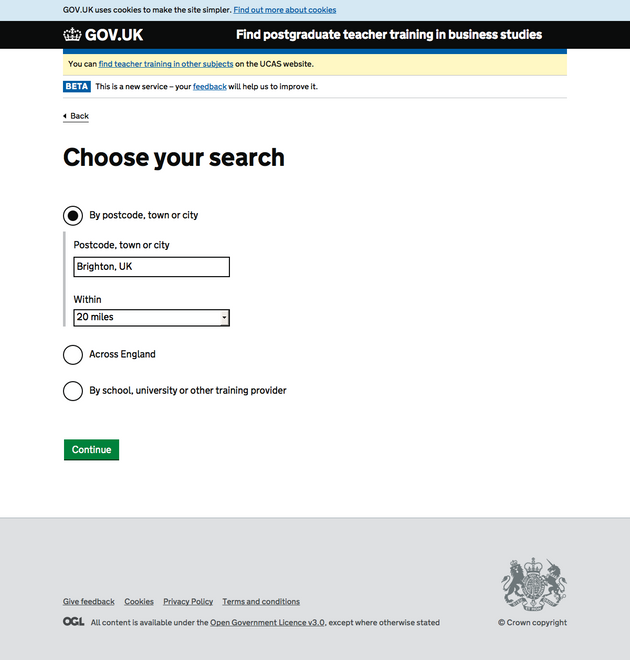 GOV.UK uses cookies to make the site simpler. Find out more about cookies
GOV.UK Find postgraduate teacher training in business studies
You can find teacher training in other subjects on the UCAS website.
BETA This is a new service – your feedback will help us to improve it.
Back
Choose your search
By postcode, town or city
Postcode, town or city
Brighton, UK
Within
20 miles
Across England
By school, university or other training provider
Continue
Give feedback Cookies Privacy Policy Terms and conditions
OGL All content is available under the Open Government Licence v3.0, except where otherwise stated
© Crown copyright